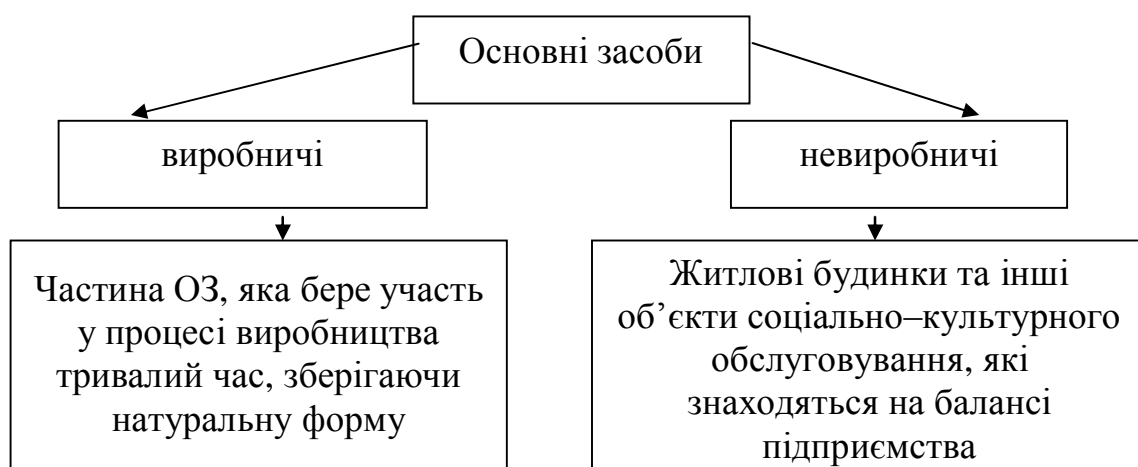 Основні засоби
виробничі
невиробничі
Частина ОЗ, яка бере участь
у процесі виробництва
тривалий час, зберігаючи
натуральну форму
Житлові будинки та інші
об’єкти соціально–культурного
обслуговування, які
знаходяться на балансі
підприємства